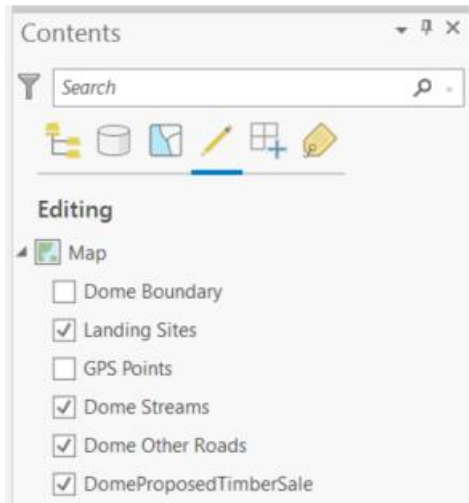 Contents
Search
Editing
Map
Dome Boundary
Landing Sites
GPS Points
Dome Streams
Dome Other Roads
DomeProposedTimberSale